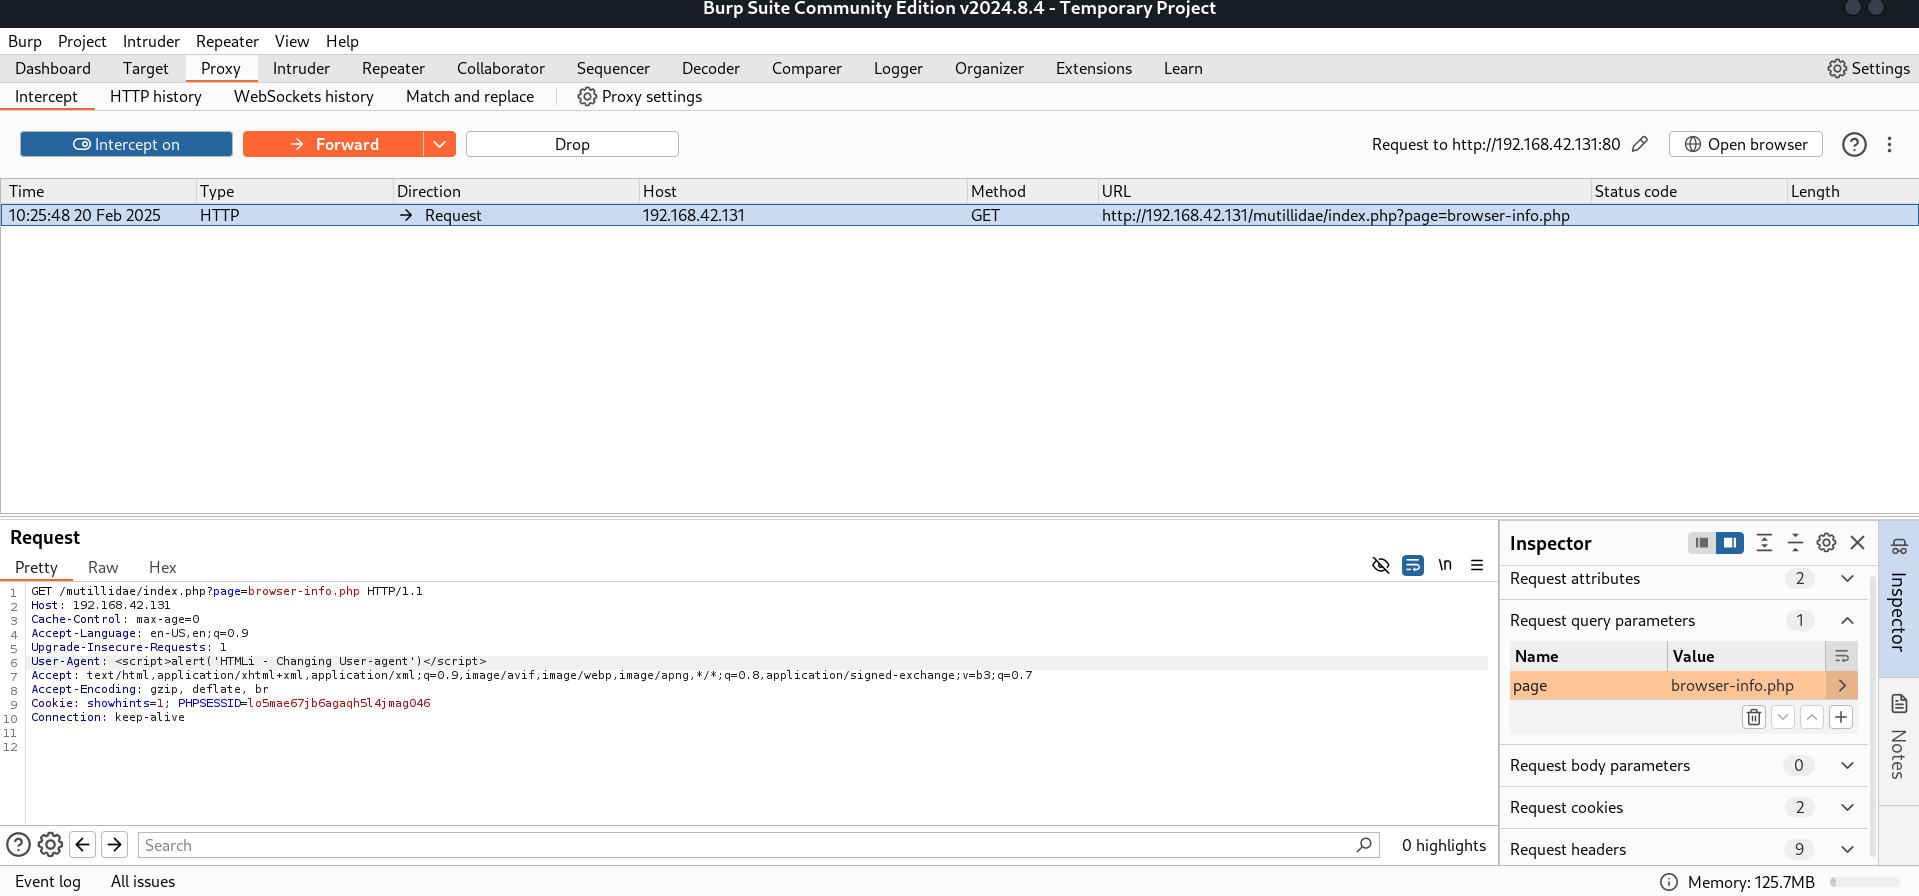 Burp Suite Community Edition v2024.8.4 - Temporary Project
Burp Project Intruder Repeater View Help
Dashboard Target Proxy Intruder Repeater Collaborator Sequencer Decoder Comparer Logger Organizer Extensions Learn Settings
Intercept HTTP history WebSockets history Match and replace Proxy settings
Intercept on Forward Drop Request to http://192.168.42.131:80 Open browser ?
Time Type Direction Host Method URL Status code Length
10:25:48 20 Feb 2025 HTTP → Request 192.168.42.131 GET http://192.168.42.131/mutillidae/index.php?page=browser-info.php
Request
Pretty Raw Hex \n
1 GET /mutillidae/index.php?page=browser-info.php HTTP/1.1
2 Host: 192.168.42.131
3 Cache-Control: max-age=0
4 Accept-Language: en-US,en;q=0.9
5 Upgrade-Insecure-Requests: 1
6 User-Agent: <script>alert('HTMLi - Changing User-agent')</script>
7 Accept: text/html,application/xhtml+xml,application/xml;q=0.9,image/avif,image/webp,image/apng,*/*;q=0.8,application/signed-exchange;v=b3;q=0.7
8 Accept-Encoding: gzip, deflate, br
9 Cookie: showhints=1; PHPSESSID=lo5mae67jb6agaqh5l4jmag046
10 Connection: keep-alive
11
12
? Search 0 highlights
Inspector
Request attributes 2
Request query parameters 1
Name Value
page browser-info.php
Request body parameters 0
Request cookies 2
Request headers 9
Inspector
Notes
Event log All issues Memory: 125.7MB